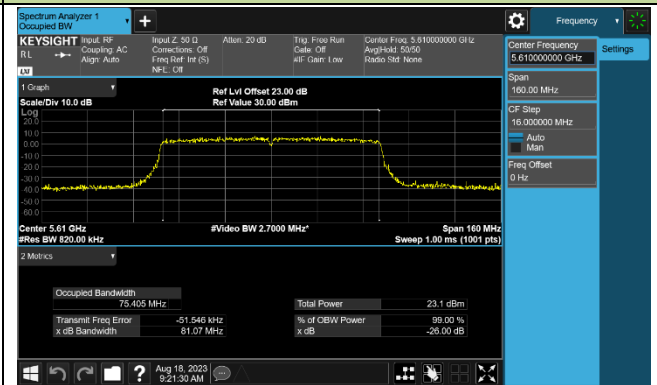 Spectrum Analyzer 1
Occupied BW
+
Frequency
KEYSIGHT
RL
LXI
Input: RF
Coupling: AC
Align: Auto
Input Z: 50 Ω
Corrections: Off
Freq Ref: Int (S)
NFE: Off
Atten: 20 dB
Trig: Free Run
Gate: Off
#IF Gain: Low
Center Freq: 5.610000000 GHz
Avg|Hold: 50/50
Radio Std: None
Center Frequency
5.610000000 GHz
Settings
Span
160.00 MHz
CF Step
16.000000 MHz
Auto
Man
Freq Offset
0 Hz
1 Graph
Scale/Div 10.0 dB
Ref Lvl Offset 23.00 dB
Ref Value 30.00 dBm
Log
20.0
10.0
0.00
-10.0
-20.0
-30.0
-40.0
-50.0
-60.0
Center 5.61 GHz
#Video BW 2.7000 MHz*
Span 160 MHz
#Res BW 820.00 kHz
Sweep 1.00 ms (1001 pts)
2 Metrics
Occupied Bandwidth
75.405 MHz
Total Power
23.1 dBm
Transmit Freq Error
-51.546 kHz
% of OBW Power
99.00 %
x dB Bandwidth
81.07 MHz
x dB
-26.00 dB
?
Aug 18, 2023
9:21:30 AM